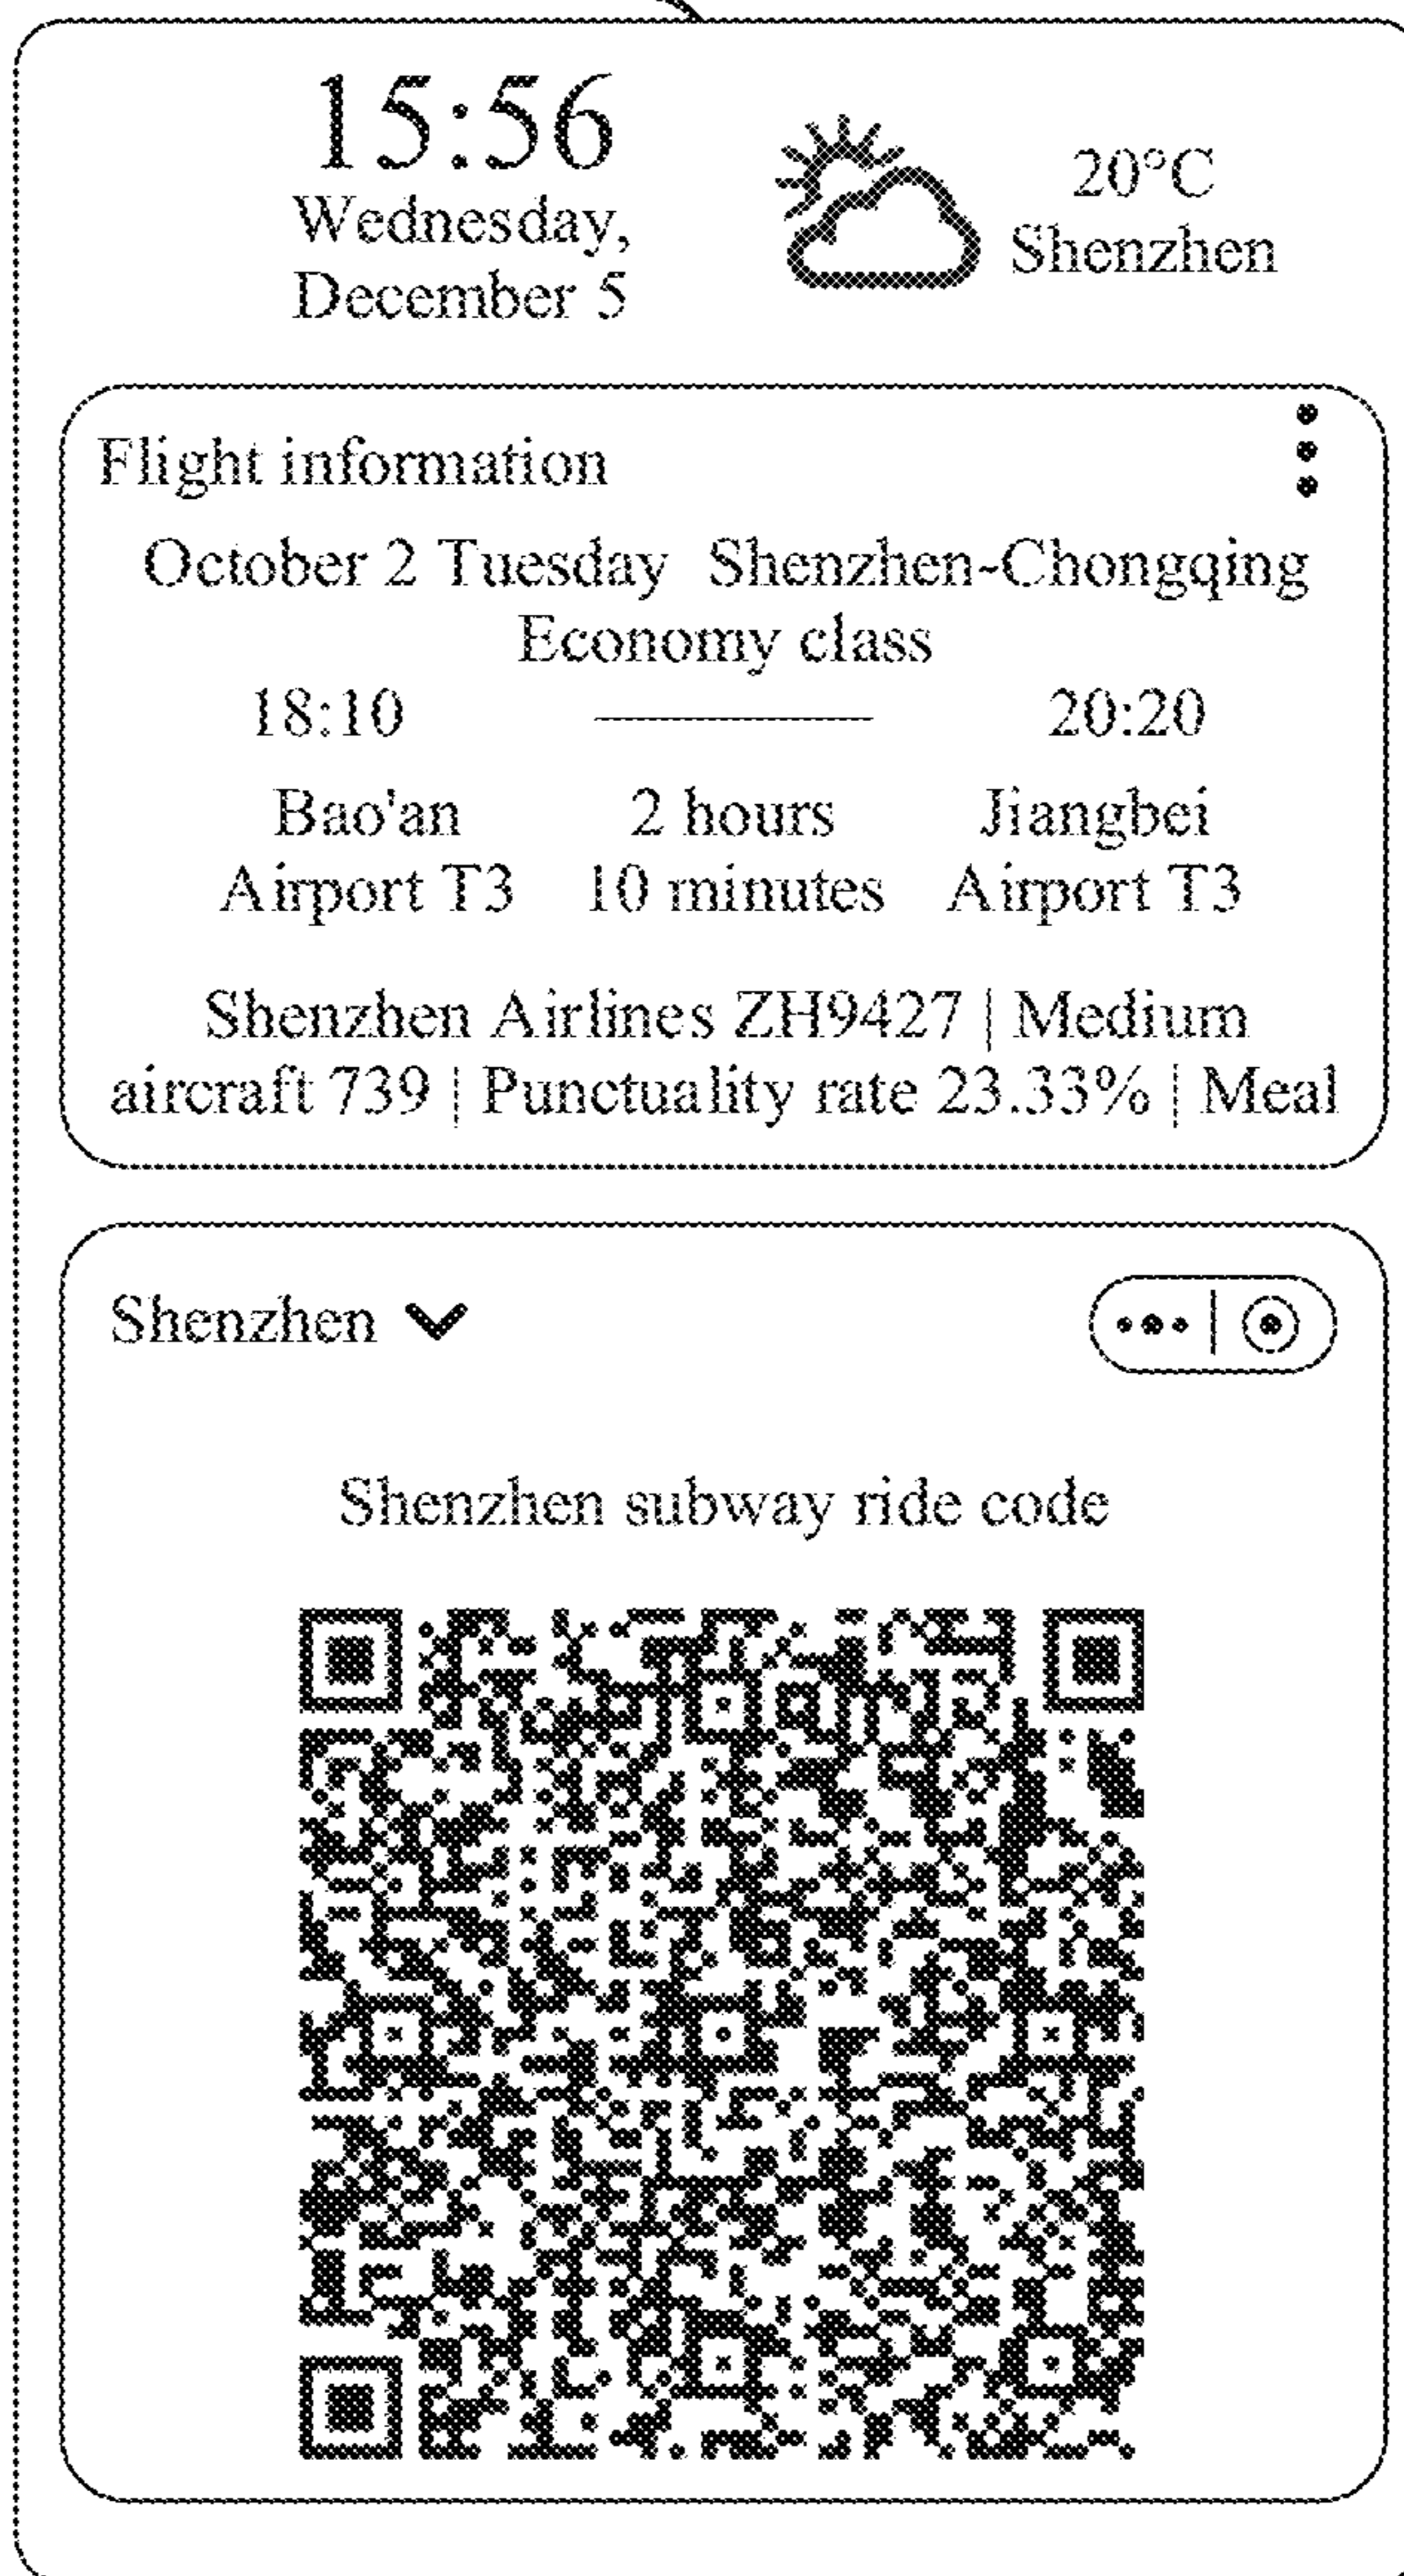 15:56
Wednesday,
December 5
20°C
Shenzhen
Flight information
October 2 Tuesday Shenzhen-Chongqing
Economy class
18:10 20:20
Bao'an 2 hours Jiangbei
Airport T3 10 minutes Airport T3
Shenzhen Airlines ZH9427 | Medium
aircraft 739 | Punctuality rate 23.33% | Meal
Shenzhen
Shenzhen subway ride code